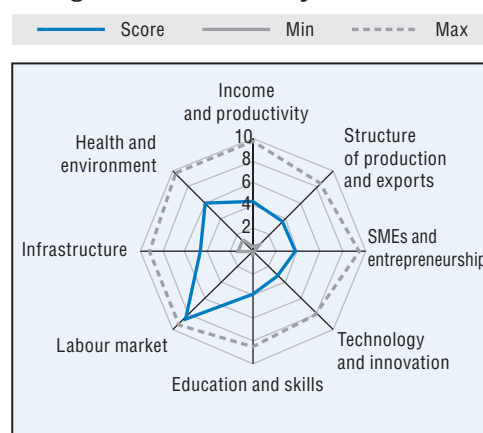 Score Min Max
Income
and productivity
Structure
of production
and exports
SMEs and
entrepreneurship
Technology
and innovation
Education and skills
Labour market
Infrastructure
Health and
environment
10
8
6
4
2